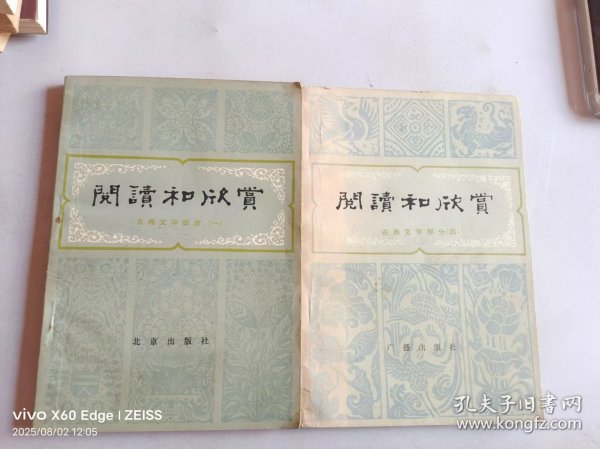 閱讀和欣賞
古典文学部分（一）
北京出版社
閱讀和欣賞
古典文学部分四
广播出版社
vivo X60 Edge | ZEISS
2025/08/02 12:05
孔夫子旧书网
www.kongfz.com